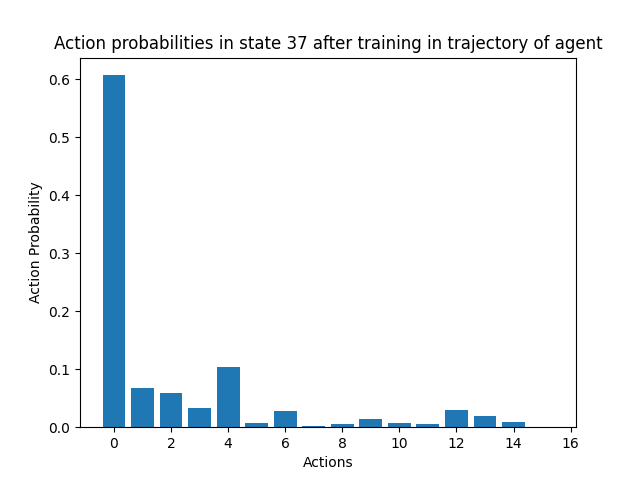 Action probabilities in state 37 after training in trajectory of agent
0.6
0.5
0.4
0.3
0.2
0.1
0.0
Action Probability
0 2 4 6 8 10 12 14 16
Actions